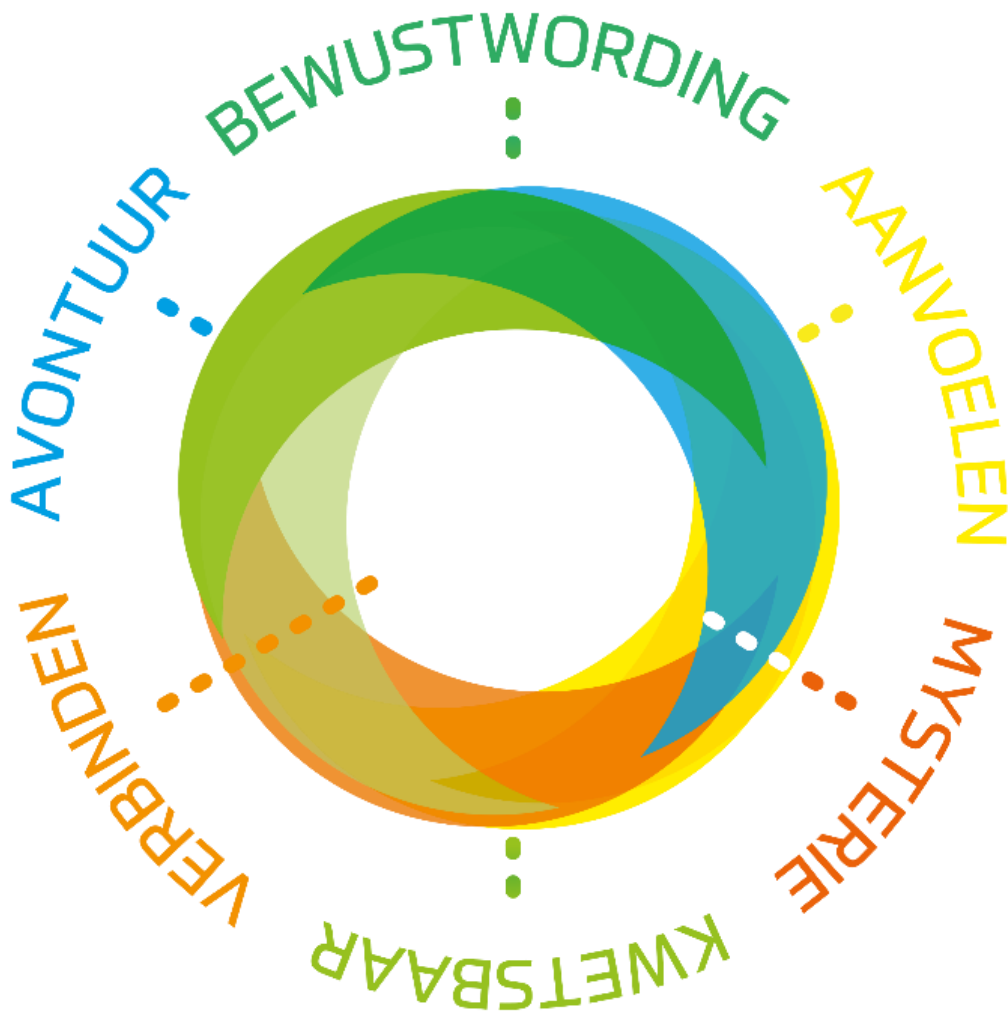 BEWUSTWORDING
AANVOELEN
MYSTERIE
KWETSBAAR
VERBINDEN
AVONTUUR